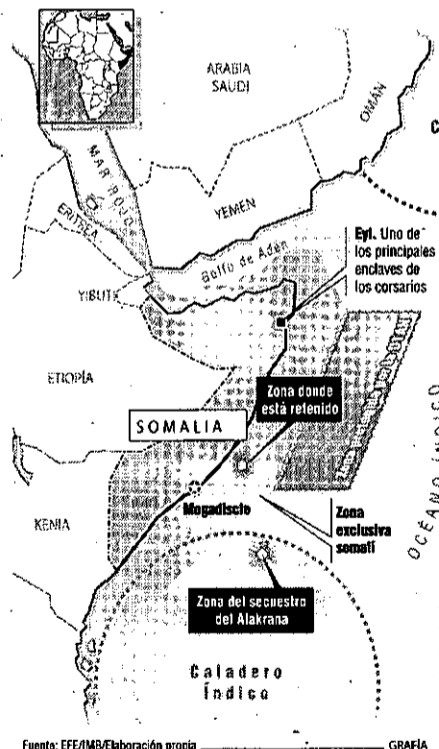 ARABIA
SAUDÍ
OMÁN
MAR ROJO
YEMEN
ERITREA
Golfo de Adén
Eyl. Uno de
los principales
enclaves de
los corsarios
YIBUTI
ETIOPÍA
Zona donde
está retenido
SOMALIA
OCÉANO ÍNDICO
Mogadiscio
Zona
exclusiva
somalí
KENIA
Zona del secuestro
del Alakrana
Caladero
Índico
Fuente: EFE/IMB/Elaboración propia
GRAFIA